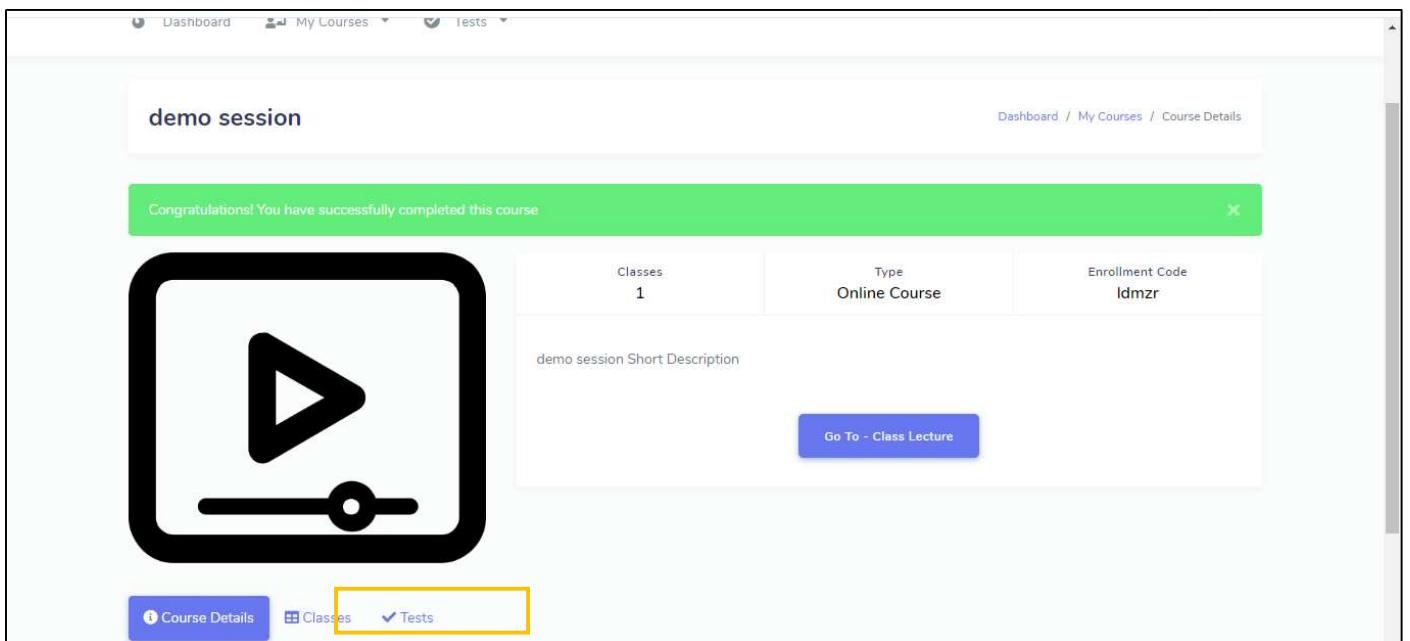 Dashboard My Courses Tests
demo session
Dashboard / My Courses / Course Details
Congratulations! You have successfully completed this course
Classes
1
Type
Online Course
Enrollment Code
ldmzr
demo session Short Description
Go To - Class Lecture
Course Details Classes Tests